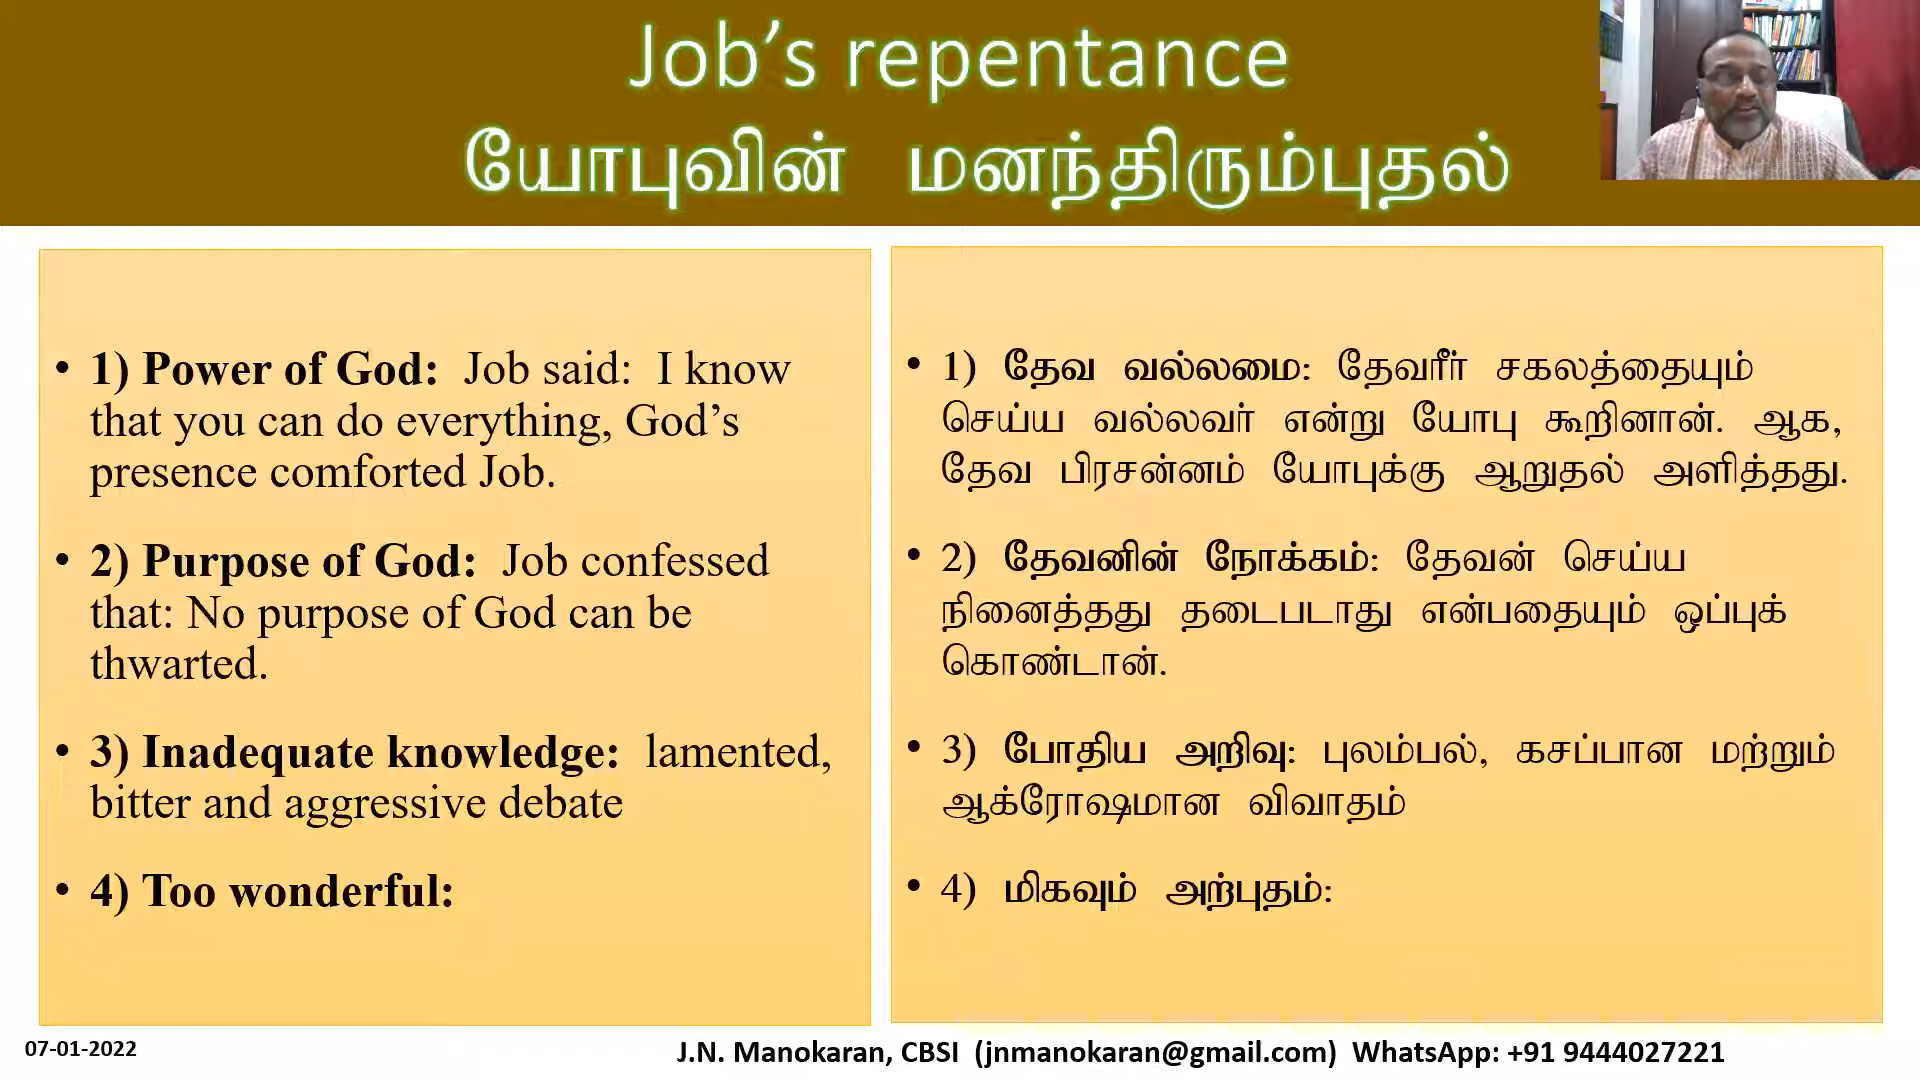 Job’s repentance
யோபுவின் மனந்திரும்புதல்
• 1) Power of God: Job said: I know
that you can do everything, God’s
presence comforted Job.
• 2) Purpose of God: Job confessed
that: No purpose of God can be
thwarted.
• 3) Inadequate knowledge: lamented,
bitter and aggressive debate
• 4) Too wonderful:
• 1) தேவ வல்லமை: தேவரீர் சகலத்தையும்
செய்ய வல்லவர் என்று யோபு கூறினான். ஆக,
தேவ பிரசன்னம் யோபுக்கு ஆறுதல் அளித்தது.
• 2) தேவனின் நோக்கம்: தேவன் செய்ய
நினைத்தது தடைபடாது என்பதையும் ஒப்புக்
கொண்டான்.
• 3) போதிய அறிவு: புலம்பல், கசப்பான மற்றும்
ஆக்ரோஷமான விவாதம்
• 4) மிகவும் அற்புதம்:
07-01-2022
J.N. Manokaran, CBSI (jnmanokaran@gmail.com) WhatsApp: +91 9444027221